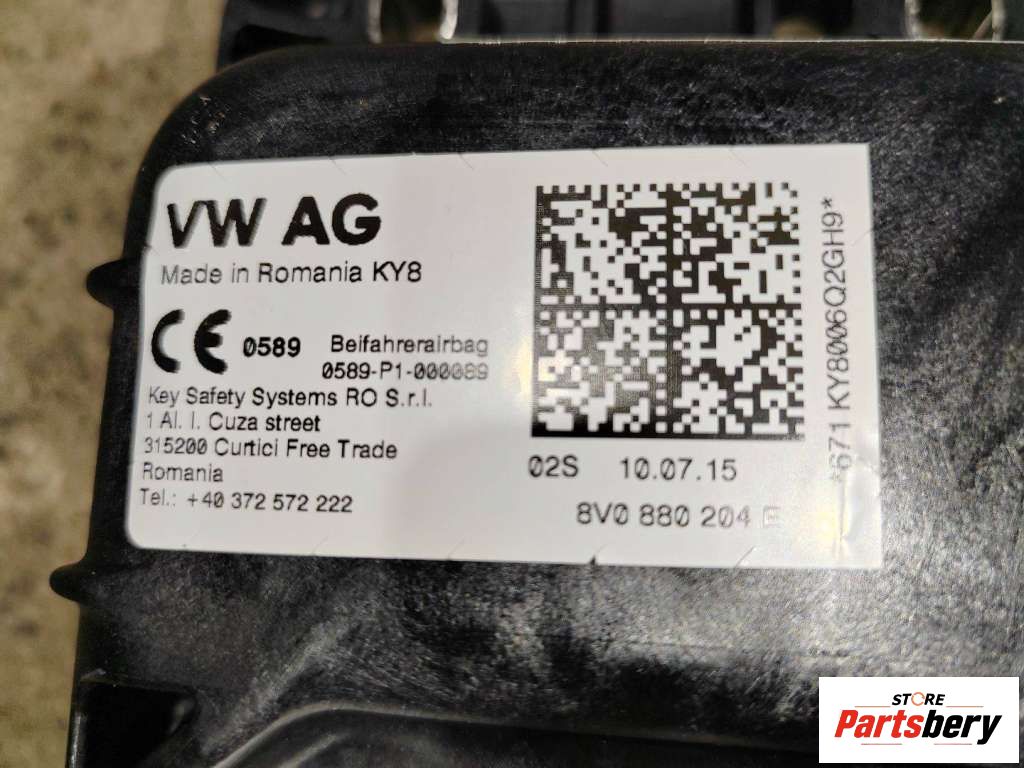 VW AG
Made in Romania KY8
CE 0589 Beifahrerairbag
0589-P1-000089
Key Safety Systems RO S.r.l.
1 Al. I. Cuza street
315200 Curtici Free Trade
Romania
Tel.: +40 372 572 222
02S 10.07.15
8V0 880 204
*671 KY8006Q2GH9*
STORE
Partsbery